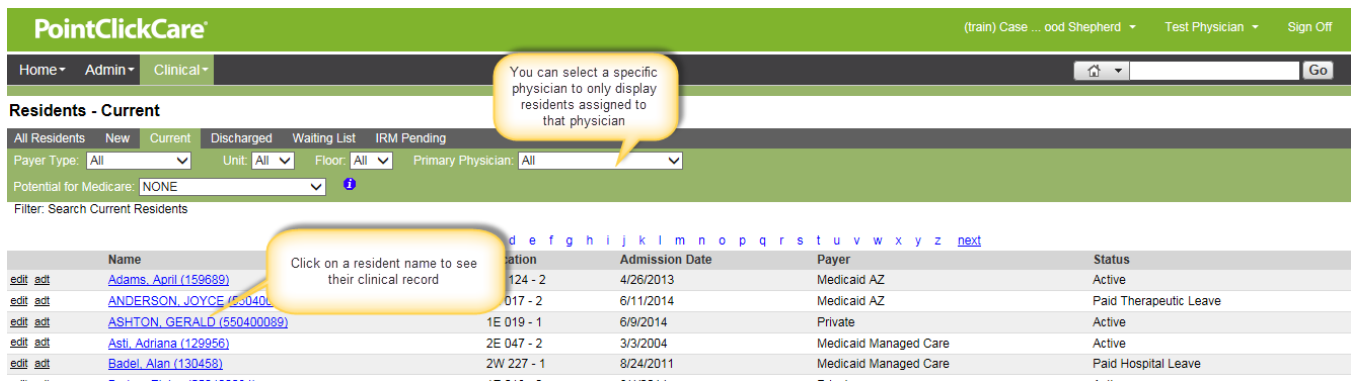 PointClickCare®
(train) Case ... ood Shepherd Test Physician Sign Off
Home Admin Clinical
Go
You can select a specific
physician to only display
residents assigned to
that physician
Residents - Current
All Residents New Current Discharged Waiting List IRM Pending
Payer Type: All Unit: All Floor: All Primary Physician: All
Potential for Medicare: NONE i
Filter: Search Current Residents
d e f g h i j k l m n o p q r s t u v w x y z next
Click on a resident name to see
their clinical record
Name Admission Date Payer Status
edit adt Adams, April (159689) 124 - 2 4/26/2013 Medicaid AZ Active
edit adt ANDERSON, JOYCE 017 - 2 6/11/2014 Medicaid AZ Paid Therapeutic Leave
edit adt ASHTON, GERALD (550400089) 1E 019 - 1 6/9/2014 Private Active
edit adt Asti, Adriana (129956) 2E 047 - 2 3/3/2004 Medicaid Managed Care Active
edit adt Badel, Alan (130458) 2W 227 - 1 8/24/2011 Medicaid Managed Care Paid Hospital Leave